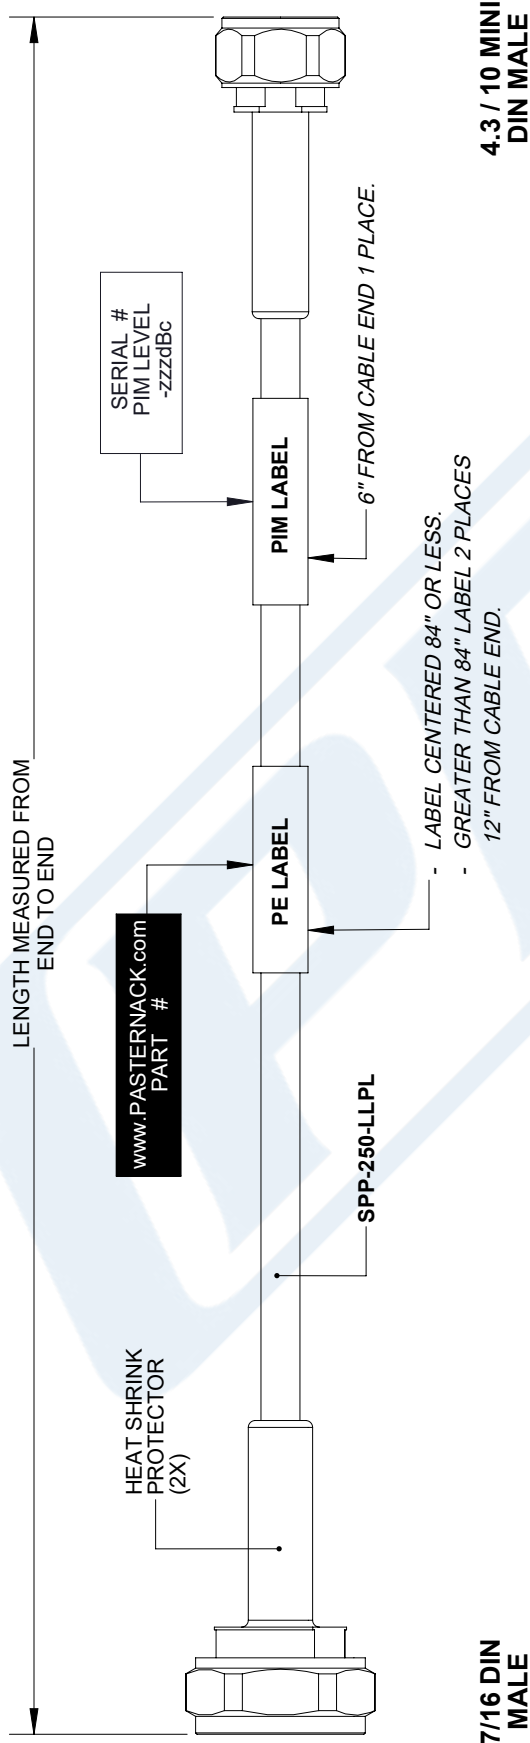 LENGTH MEASURED FROM
END TO END
HEAT SHRINK
PROTECTOR
(2X)
www.PASTERNACK.com
PART #
SERIAL #
PIM LEVEL
-zzzdBc
PE LABEL
PIM LABEL
SPP-250-LLPL
- LABEL CENTERED 84" OR LESS.
- GREATER THAN 84" LABEL 2 PLACES
12" FROM CABLE END.
6" FROM CABLE END 1 PLACE.
7/16 DIN
MALE
4.3 / 10 MINI
DIN MALE